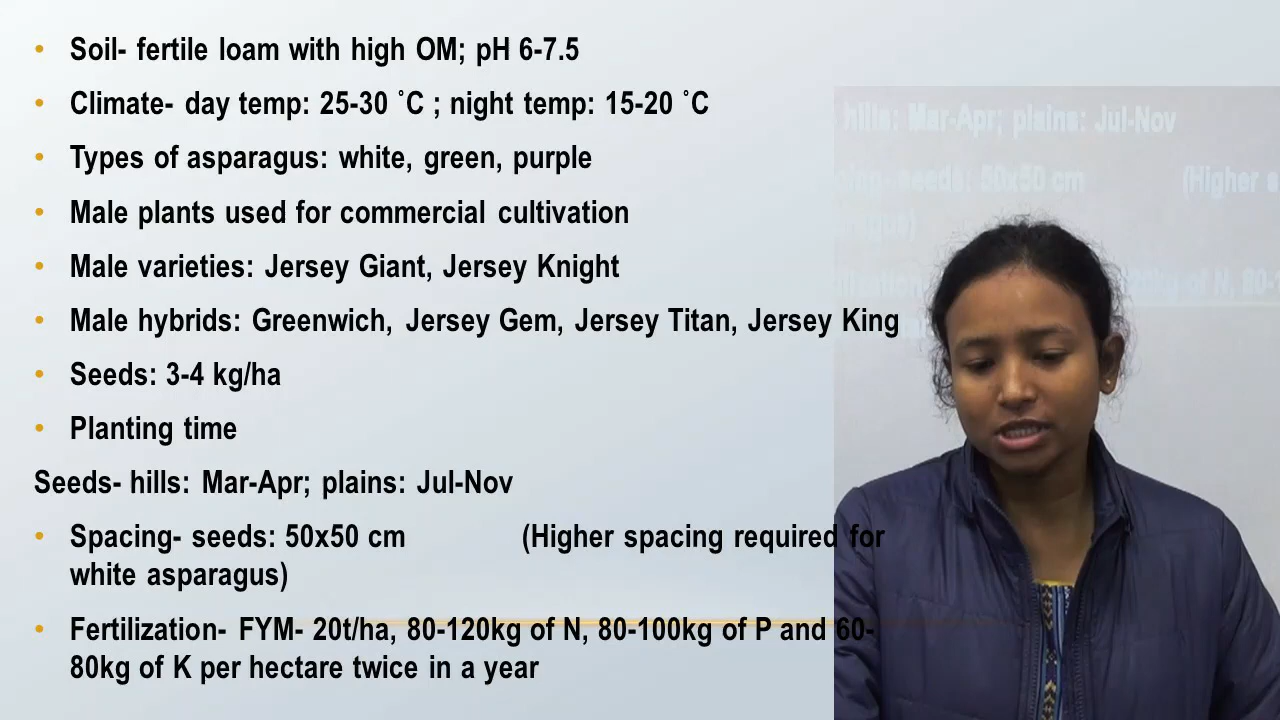 • Soil- fertile loam with high OM; pH 6-7.5
• Climate- day temp: 25-30 ˚C ; night temp: 15-20 ˚C
• Types of asparagus: white, green, purple
• Male plants used for commercial cultivation
• Male varieties: Jersey Giant, Jersey Knight
• Male hybrids: Greenwich, Jersey Gem, Jersey Titan, Jersey King
• Seeds: 3-4 kg/ha
• Planting time
Seeds- hills: Mar-Apr; plains: Jul-Nov
• Spacing- seeds: 50x50 cm (Higher spacing required for
white asparagus)
• Fertilization- FYM- 20t/ha, 80-120kg of N, 80-100kg of P and 60-
80kg of K per hectare twice in a year
hills: Mar-Apr; plains: Jul-Nov
seeds: 50x50 cm (Higher
of N,